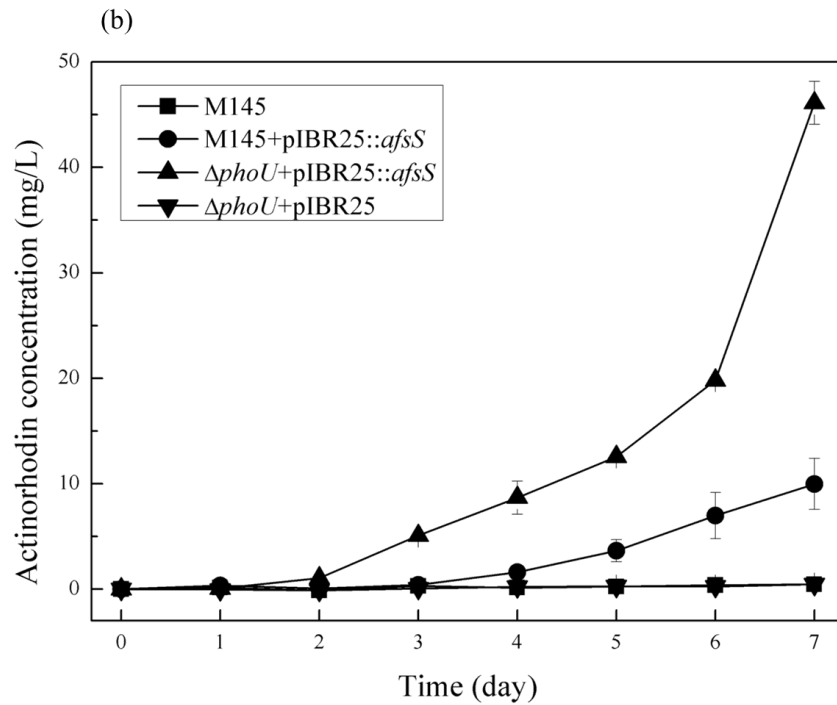 (b)
50
40
30
20
10
0
Actinorhodin concentration (mg/L)
M145
M145+pIBR25::afsS
ΔphoU+pIBR25::afsS
ΔphoU+pIBR25
0 1 2 3 4 5 6 7
Time (day)